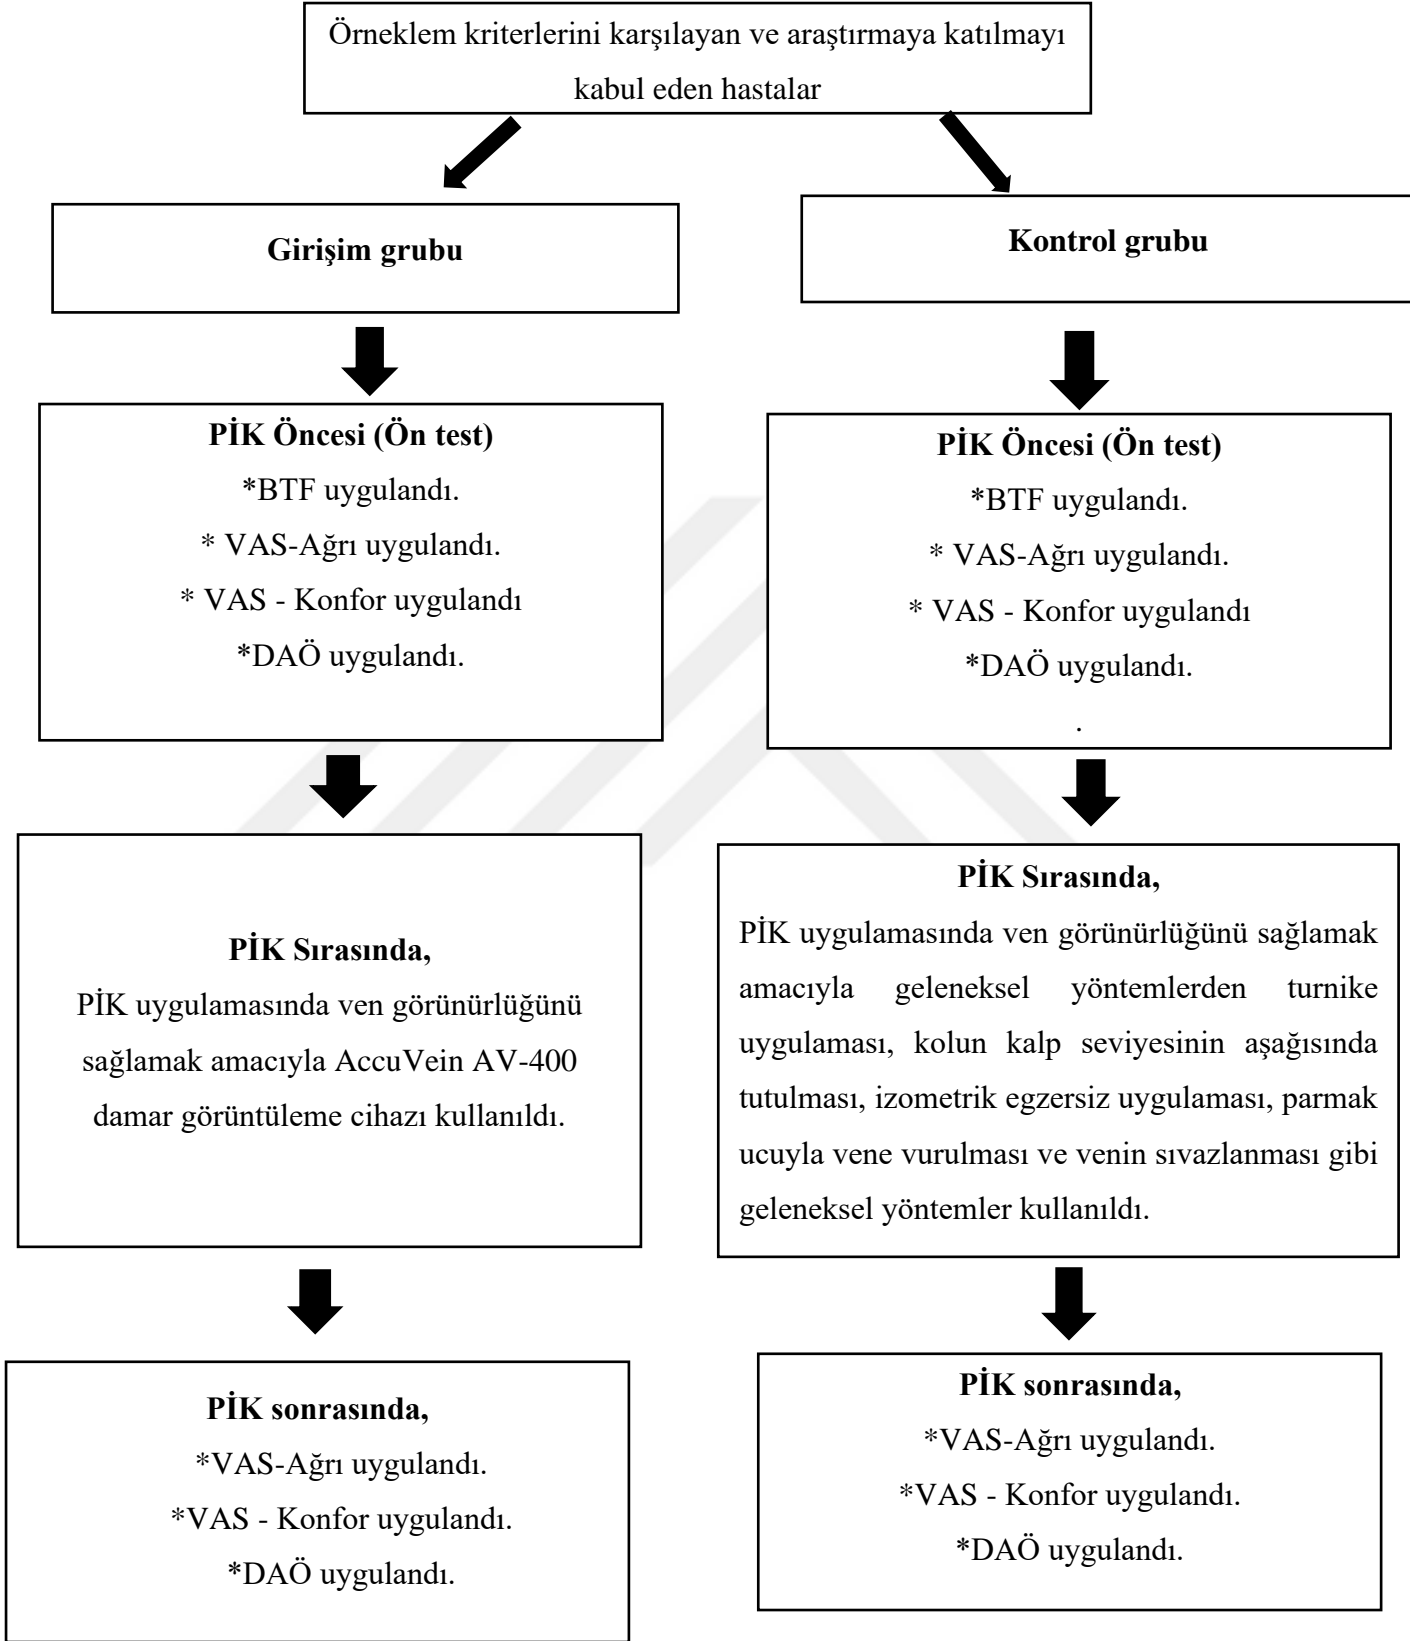 Örneklem kriterlerini karşılayan ve araştırmaya katılmayı
kabul eden hastalar
Girişim grubu
Kontrol grubu
PİK Öncesi (Ön test)
*BTF uygulandı.
* VAS-Ağrı uygulandı.
* VAS - Konfor uygulandı
*DAÖ uygulandı.
PİK Öncesi (Ön test)
*BTF uygulandı.
* VAS-Ağrı uygulandı.
* VAS - Konfor uygulandı
*DAÖ uygulandı.
.
PİK Sırasında,
PİK uygulamasında ven görünürlüğünü
sağlamak amacıyla AccuVein AV-400
damar görüntüleme cihazı kullanıldı.
PİK Sırasında,
PİK uygulamasında ven görünürlüğünü sağlamak
amacıyla geleneksel yöntemlerden turnike
uygulaması, kolun kalp seviyesinin aşağısında
tutulması, izometrik egzersiz uygulaması, parmak
ucuyla vene vurulması ve venin sıvazlanması gibi
geleneksel yöntemler kullanıldı.
PİK sonrasında,
*VAS-Ağrı uygulandı.
*VAS - Konfor uygulandı.
*DAÖ uygulandı.
PİK sonrasında,
*VAS-Ağrı uygulandı.
*VAS - Konfor uygulandı.
*DAÖ uygulandı.